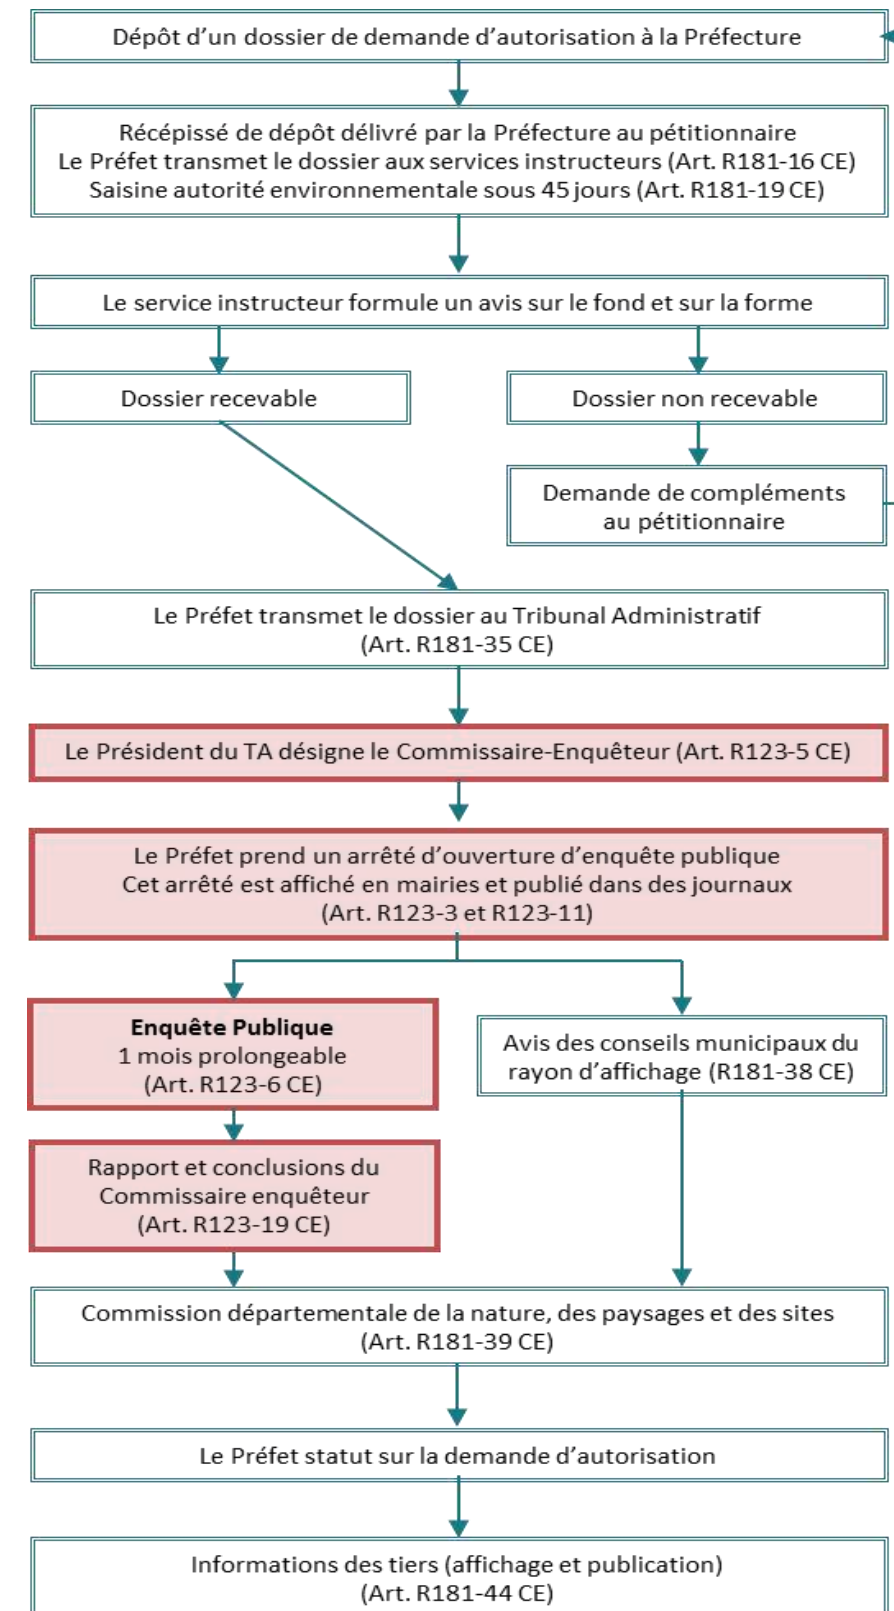 Dépôt d’un dossier de demande d’autorisation à la Préfecture
Récépissé de dépôt délivré par la Préfecture au pétitionnaire
Le Préfet transmet le dossier aux services instructeurs (Art. R181-16 CE)
Saisine autorité environnementale sous 45 jours (Art. R181-19 CE)
Le service instructeur formule un avis sur le fond et sur la forme
Dossier recevable
Dossier non recevable
Demande de compléments
au pétitionnaire
Le Préfet transmet le dossier au Tribunal Administratif
(Art. R181-35 CE)
Le Président du TA désigne le Commissaire-Enquêteur (Art. R123-5 CE)
Le Préfet prend un arrêté d’ouverture d’enquête publique
Cet arrêté est affiché en mairies et publié dans des journaux
(Art. R123-3 et R123-11)
Enquête Publique
1 mois prolongeable
(Art. R123-6 CE)
Avis des conseils municipaux du
rayon d’affichage (R181-38 CE)
Rapport et conclusions du
Commissaire enquêteur
(Art. R123-19 CE)
Commission départementale de la nature, des paysages et des sites
(Art. R181-39 CE)
Le Préfet statut sur la demande d’autorisation
Informations des tiers (affichage et publication)
(Art. R181-44 CE)